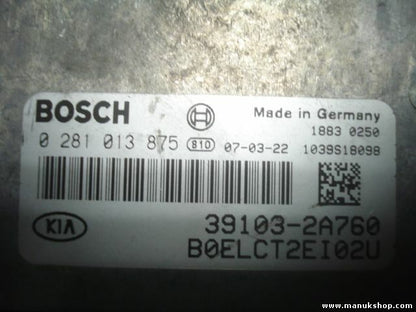 BOSCH Made in Germany
1883 0250
0 281 013 875 810 07-03-22 1039S18098
KIA 39103-2A760
B0ELCT2EI02U
www.manukshop.com